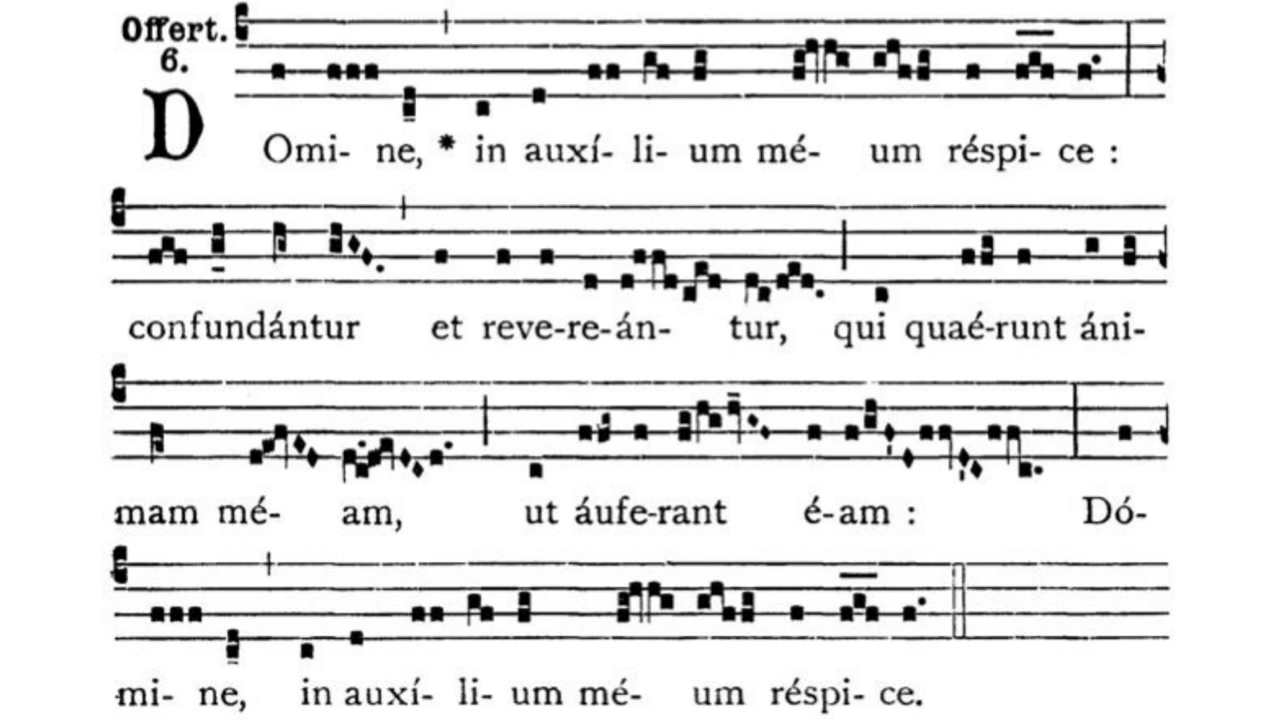 Offert.
6.
DOmi- ne, * in auxí- li- um mé- um réspi- ce :
confundántur et reve-re-án- tur, qui quaé-runt áni-
mam mé- am, ut áufe-rant é-am : Dó-
mi- ne, in auxí- li- um mé- um réspi- ce.